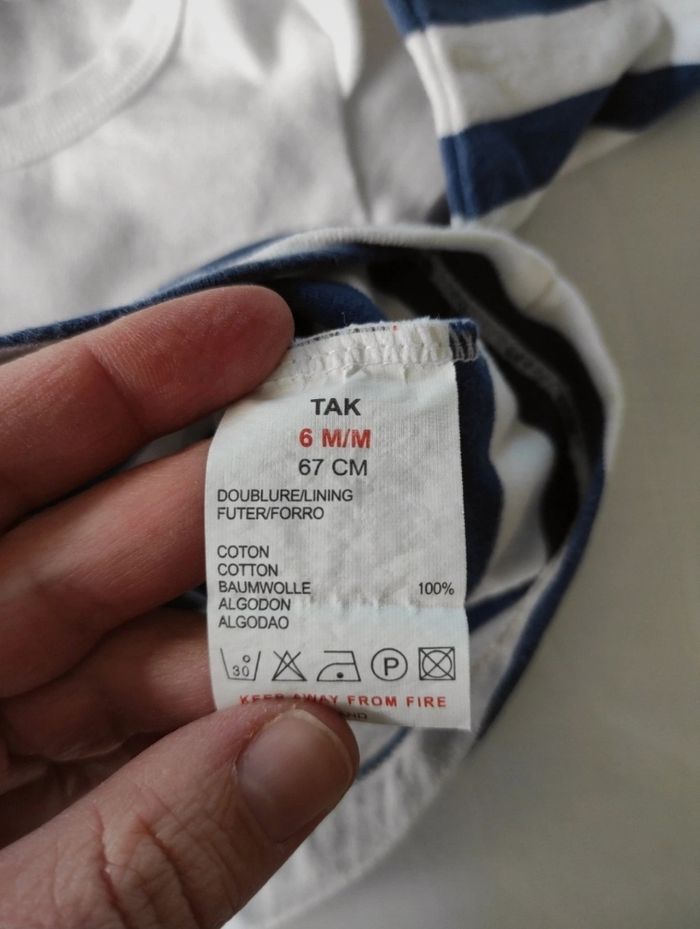 TAK
6 M/M
67 CM
DOUBLURE/LINING
FUTER/FORRO
COTON
COTTON
BAUMWOLLE 100%
ALGODON
ALGODAO
30
P
KEEP AWAY FROM FIRE